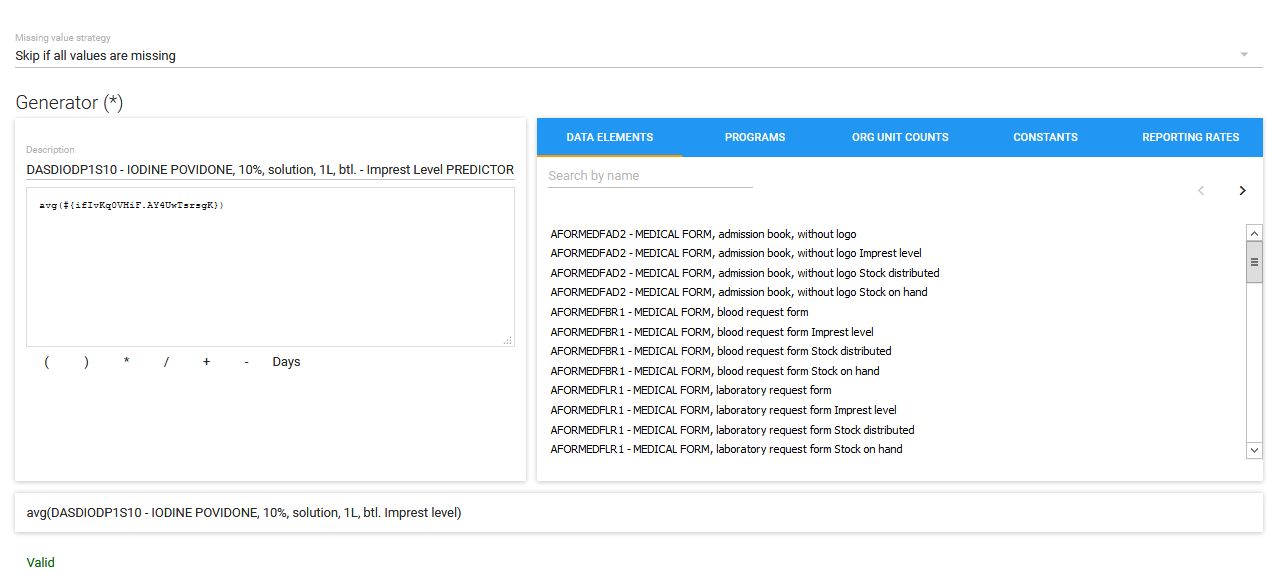 Missing value strategy
Skip if all values are missing
Generator (*)
Description
DASDIODP1S10 - IODINE POVIDONE, 10%, solution, 1L, btl. - Imprest Level PREDICTOR
avg(#{ifIvKq0VHiF.AY4UwTsrsgK})
( ) * / + - Days
DATA ELEMENTS PROGRAMS ORG UNIT COUNTS CONSTANTS REPORTING RATES
Search by name
AFORMEDFAD2 - MEDICAL FORM, admission book, without logo
AFORMEDFAD2 - MEDICAL FORM, admission book, without logo Imprest level
AFORMEDFAD2 - MEDICAL FORM, admission book, without logo Stock distributed
AFORMEDFAD2 - MEDICAL FORM, admission book, without logo Stock on hand
AFORMEDFBR1 - MEDICAL FORM, blood request form
AFORMEDFBR1 - MEDICAL FORM, blood request form Imprest level
AFORMEDFBR1 - MEDICAL FORM, blood request form Stock distributed
AFORMEDFBR1 - MEDICAL FORM, blood request form Stock on hand
AFORMEDFLR1 - MEDICAL FORM, laboratory request form
AFORMEDFLR1 - MEDICAL FORM, laboratory request form Imprest level
AFORMEDFLR1 - MEDICAL FORM, laboratory request form Stock distributed
AFORMEDFLR1 - MEDICAL FORM, laboratory request form Stock on hand
avg(DASDIODP1S10 - IODINE POVIDONE, 10%, solution, 1L, btl. Imprest level)
Valid